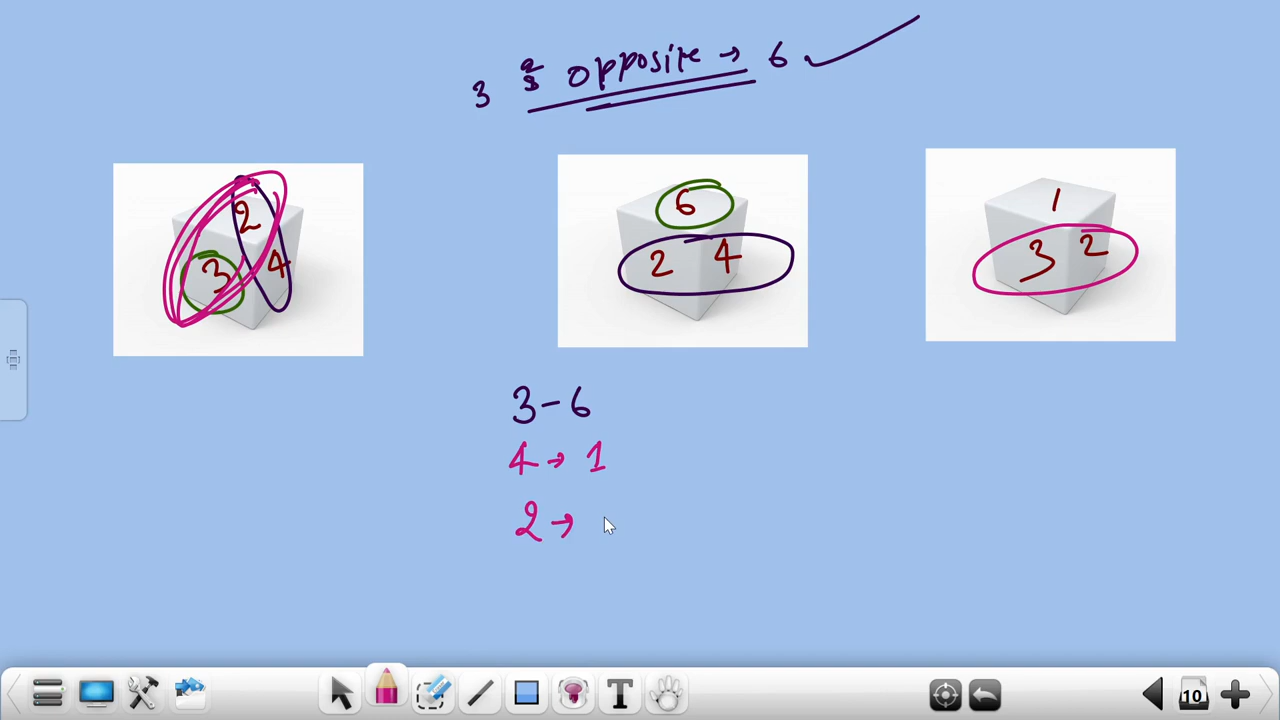 3 opposite → 6
2
3 4
6
2 4
1
3 2
3 - 6
4 → 1
2 →
10
T